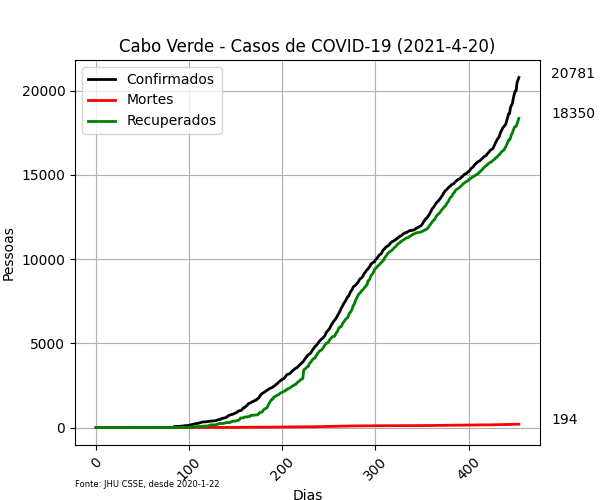 Cabo Verde - Casos de COVID-19 (2021-4-20)
Confirmados
Mortes
Recuperados
20781
18350
194
20000
15000
10000
5000
0
Pessoas
0
100
200
300
400
Fonte: JHU CSSE, desde 2020-1-22
Dias